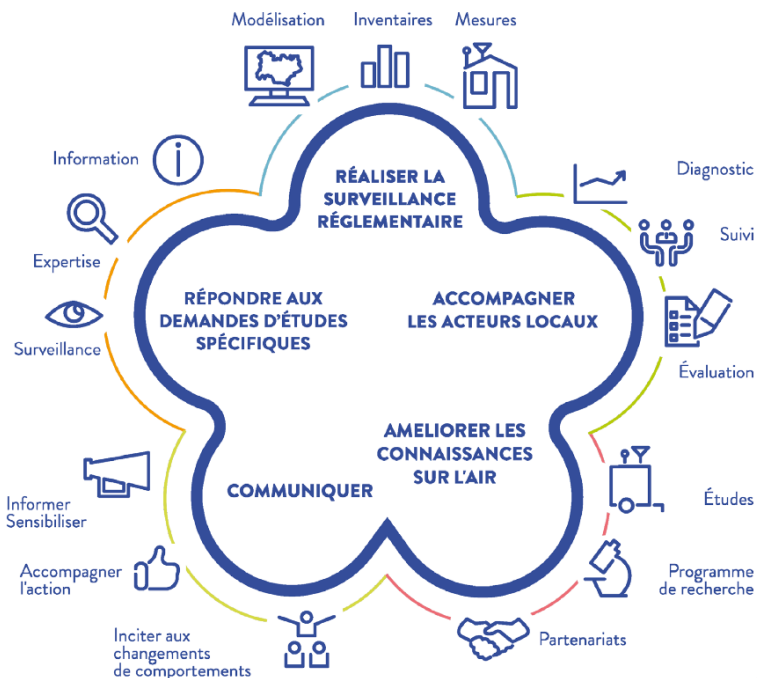 Modélisation
Inventaires
Mesures
RÉALISER LA
SURVEILLANCE
RÉGLEMENTAIRE
Diagnostic
Suivi
Évaluation
ACCOMPAGNER
LES ACTEURS LOCAUX
Information
Expertise
Surveillance
RÉPONDRE AUX
DEMANDES D'ÉTUDES
SPÉCIFIQUES
AMELIORER LES
CONNAISSANCES
SUR L'AIR
Études
Programme
de recherche
Partenariats
COMMUNIQUER
Informer
Sensibiliser
Accompagner
l'action
Inciter aux
changements
de comportements